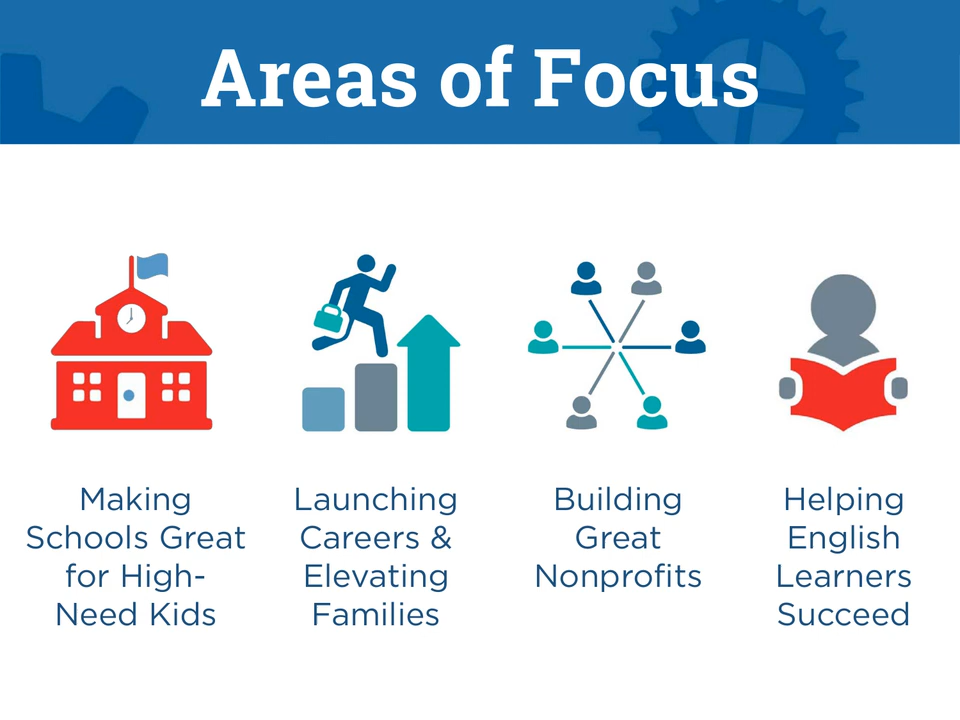 Areas of Focus
Making
Schools Great
for High-
Need Kids
Launching
Careers &
Elevating
Families
Building
Great
Nonprofits
Helping
English
Learners
Succeed